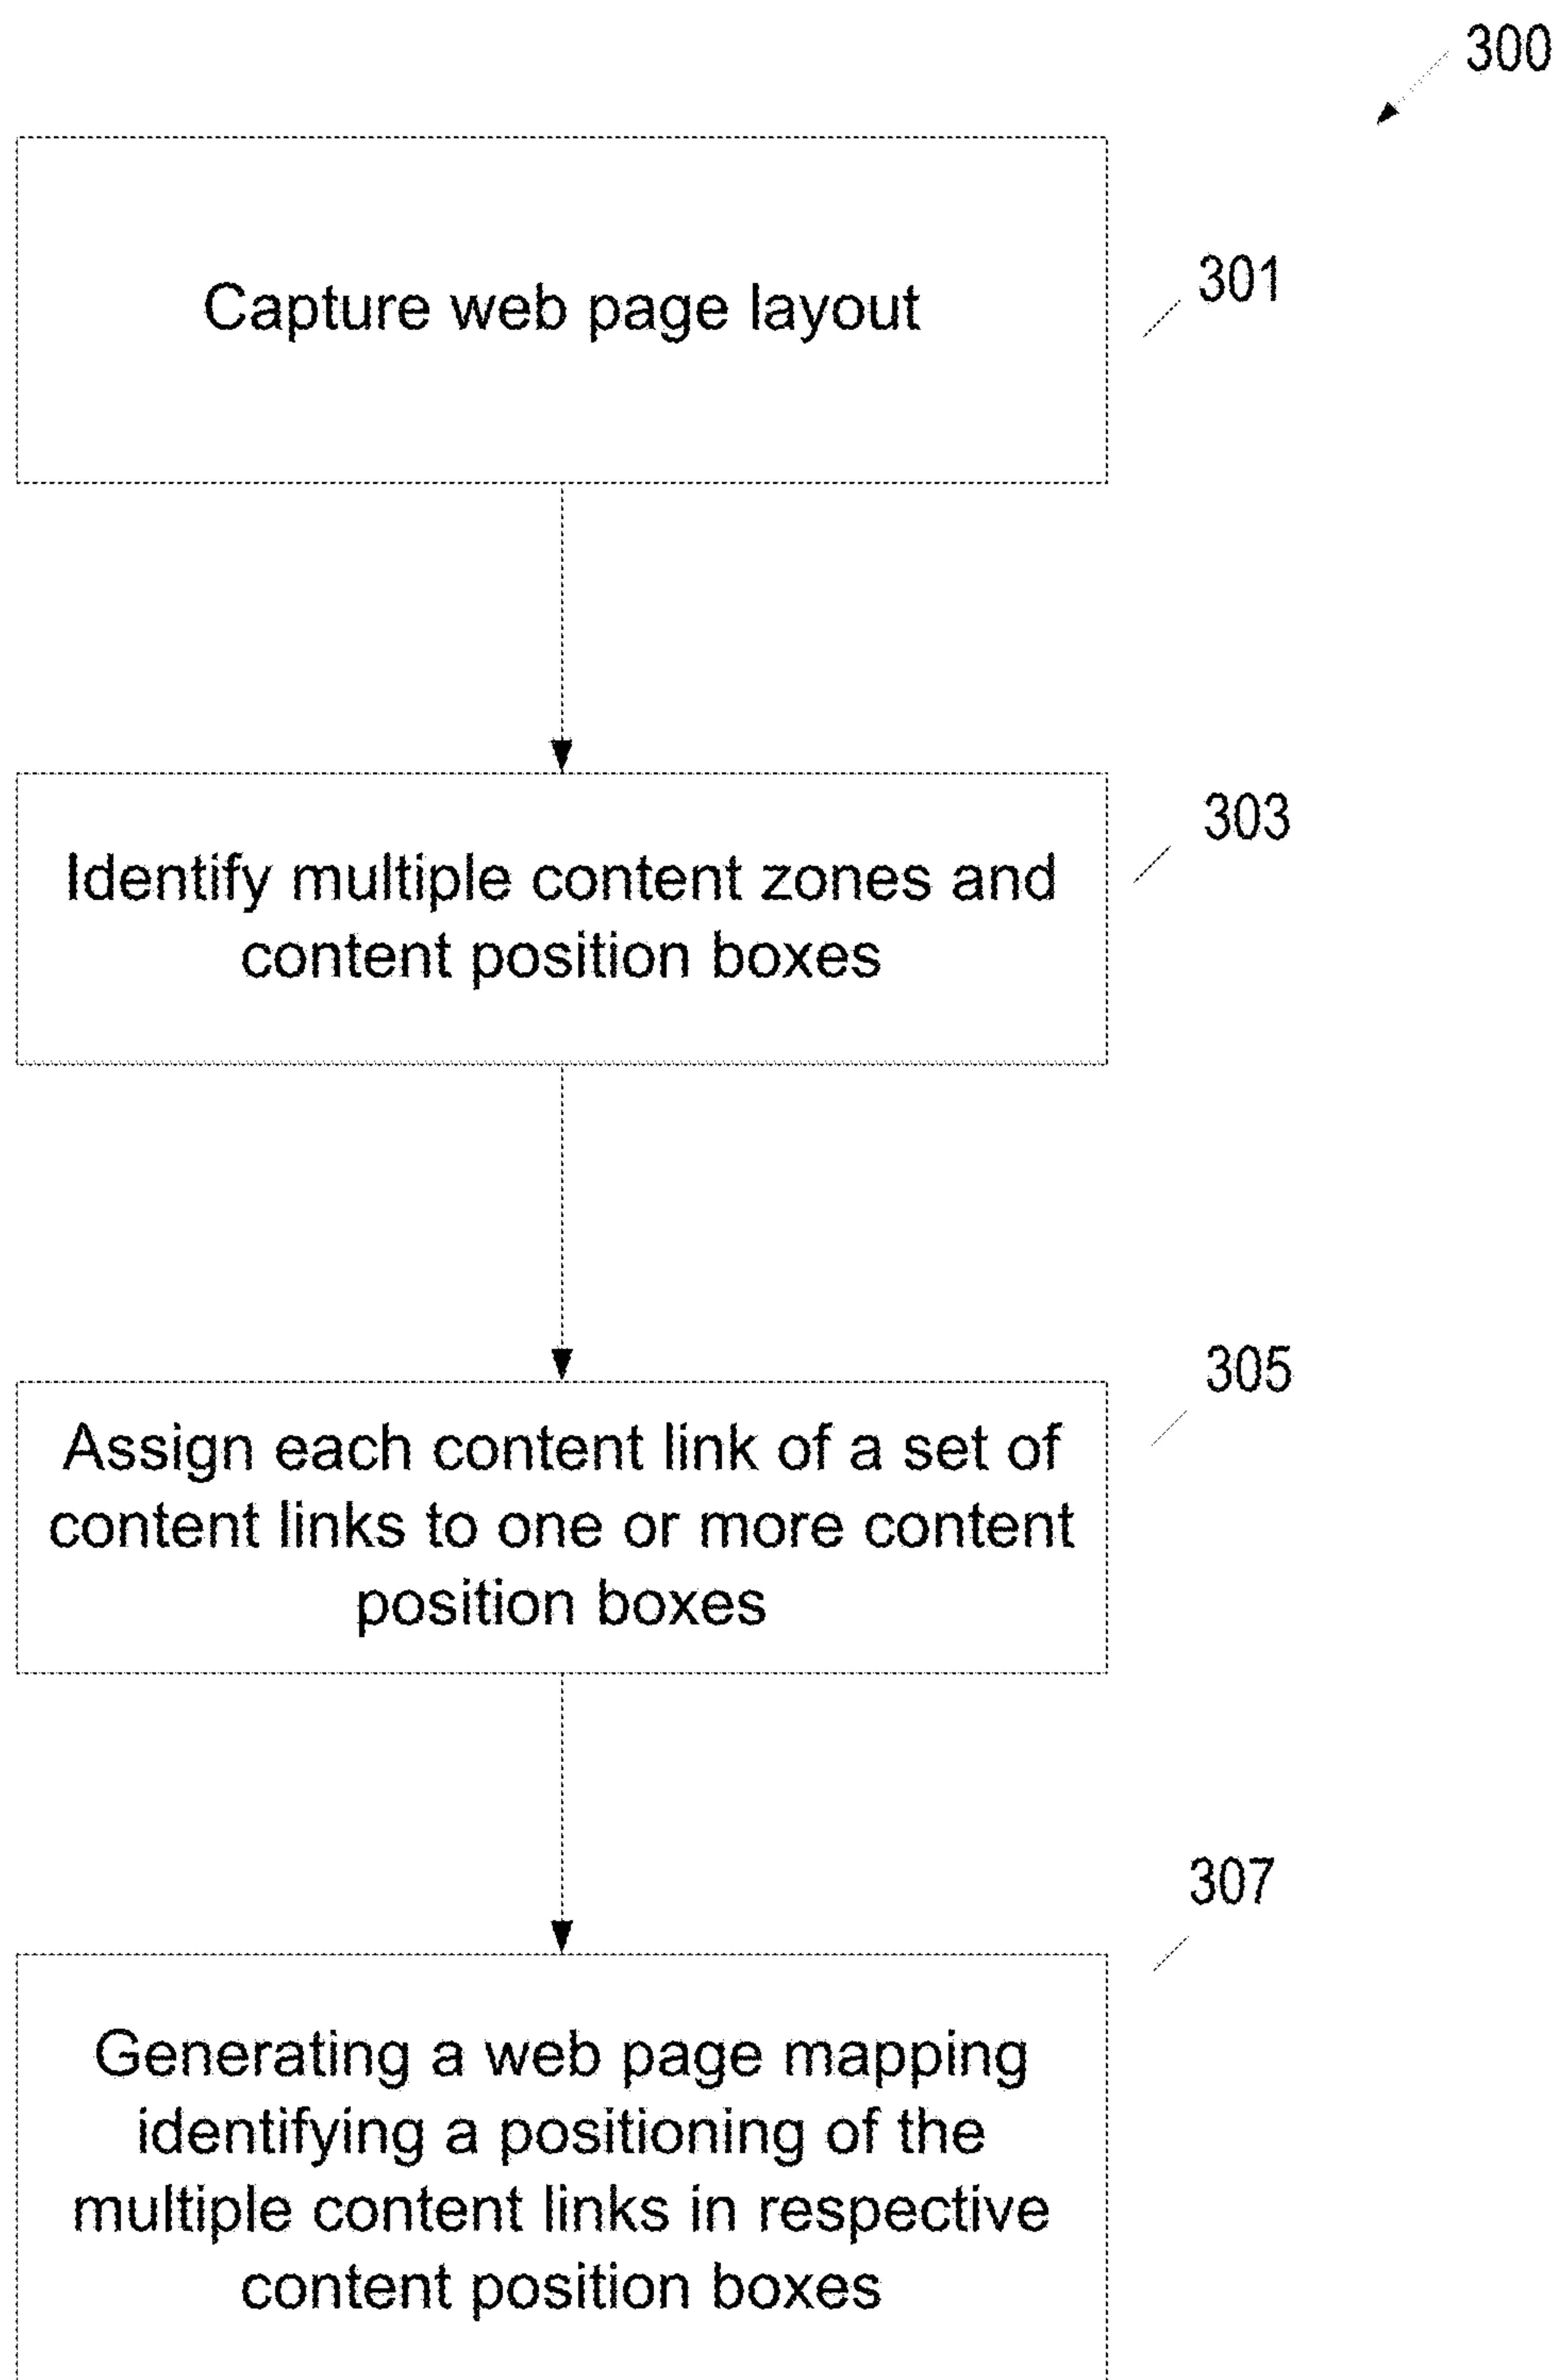 300
Capture web page layout
301
303
Identify multiple content zones and
content position boxes
305
Assign each content link of a set of
content links to one or more content
position boxes
307
Generating a web page mapping
identifying a positioning of the
multiple content links in respective
content position boxes